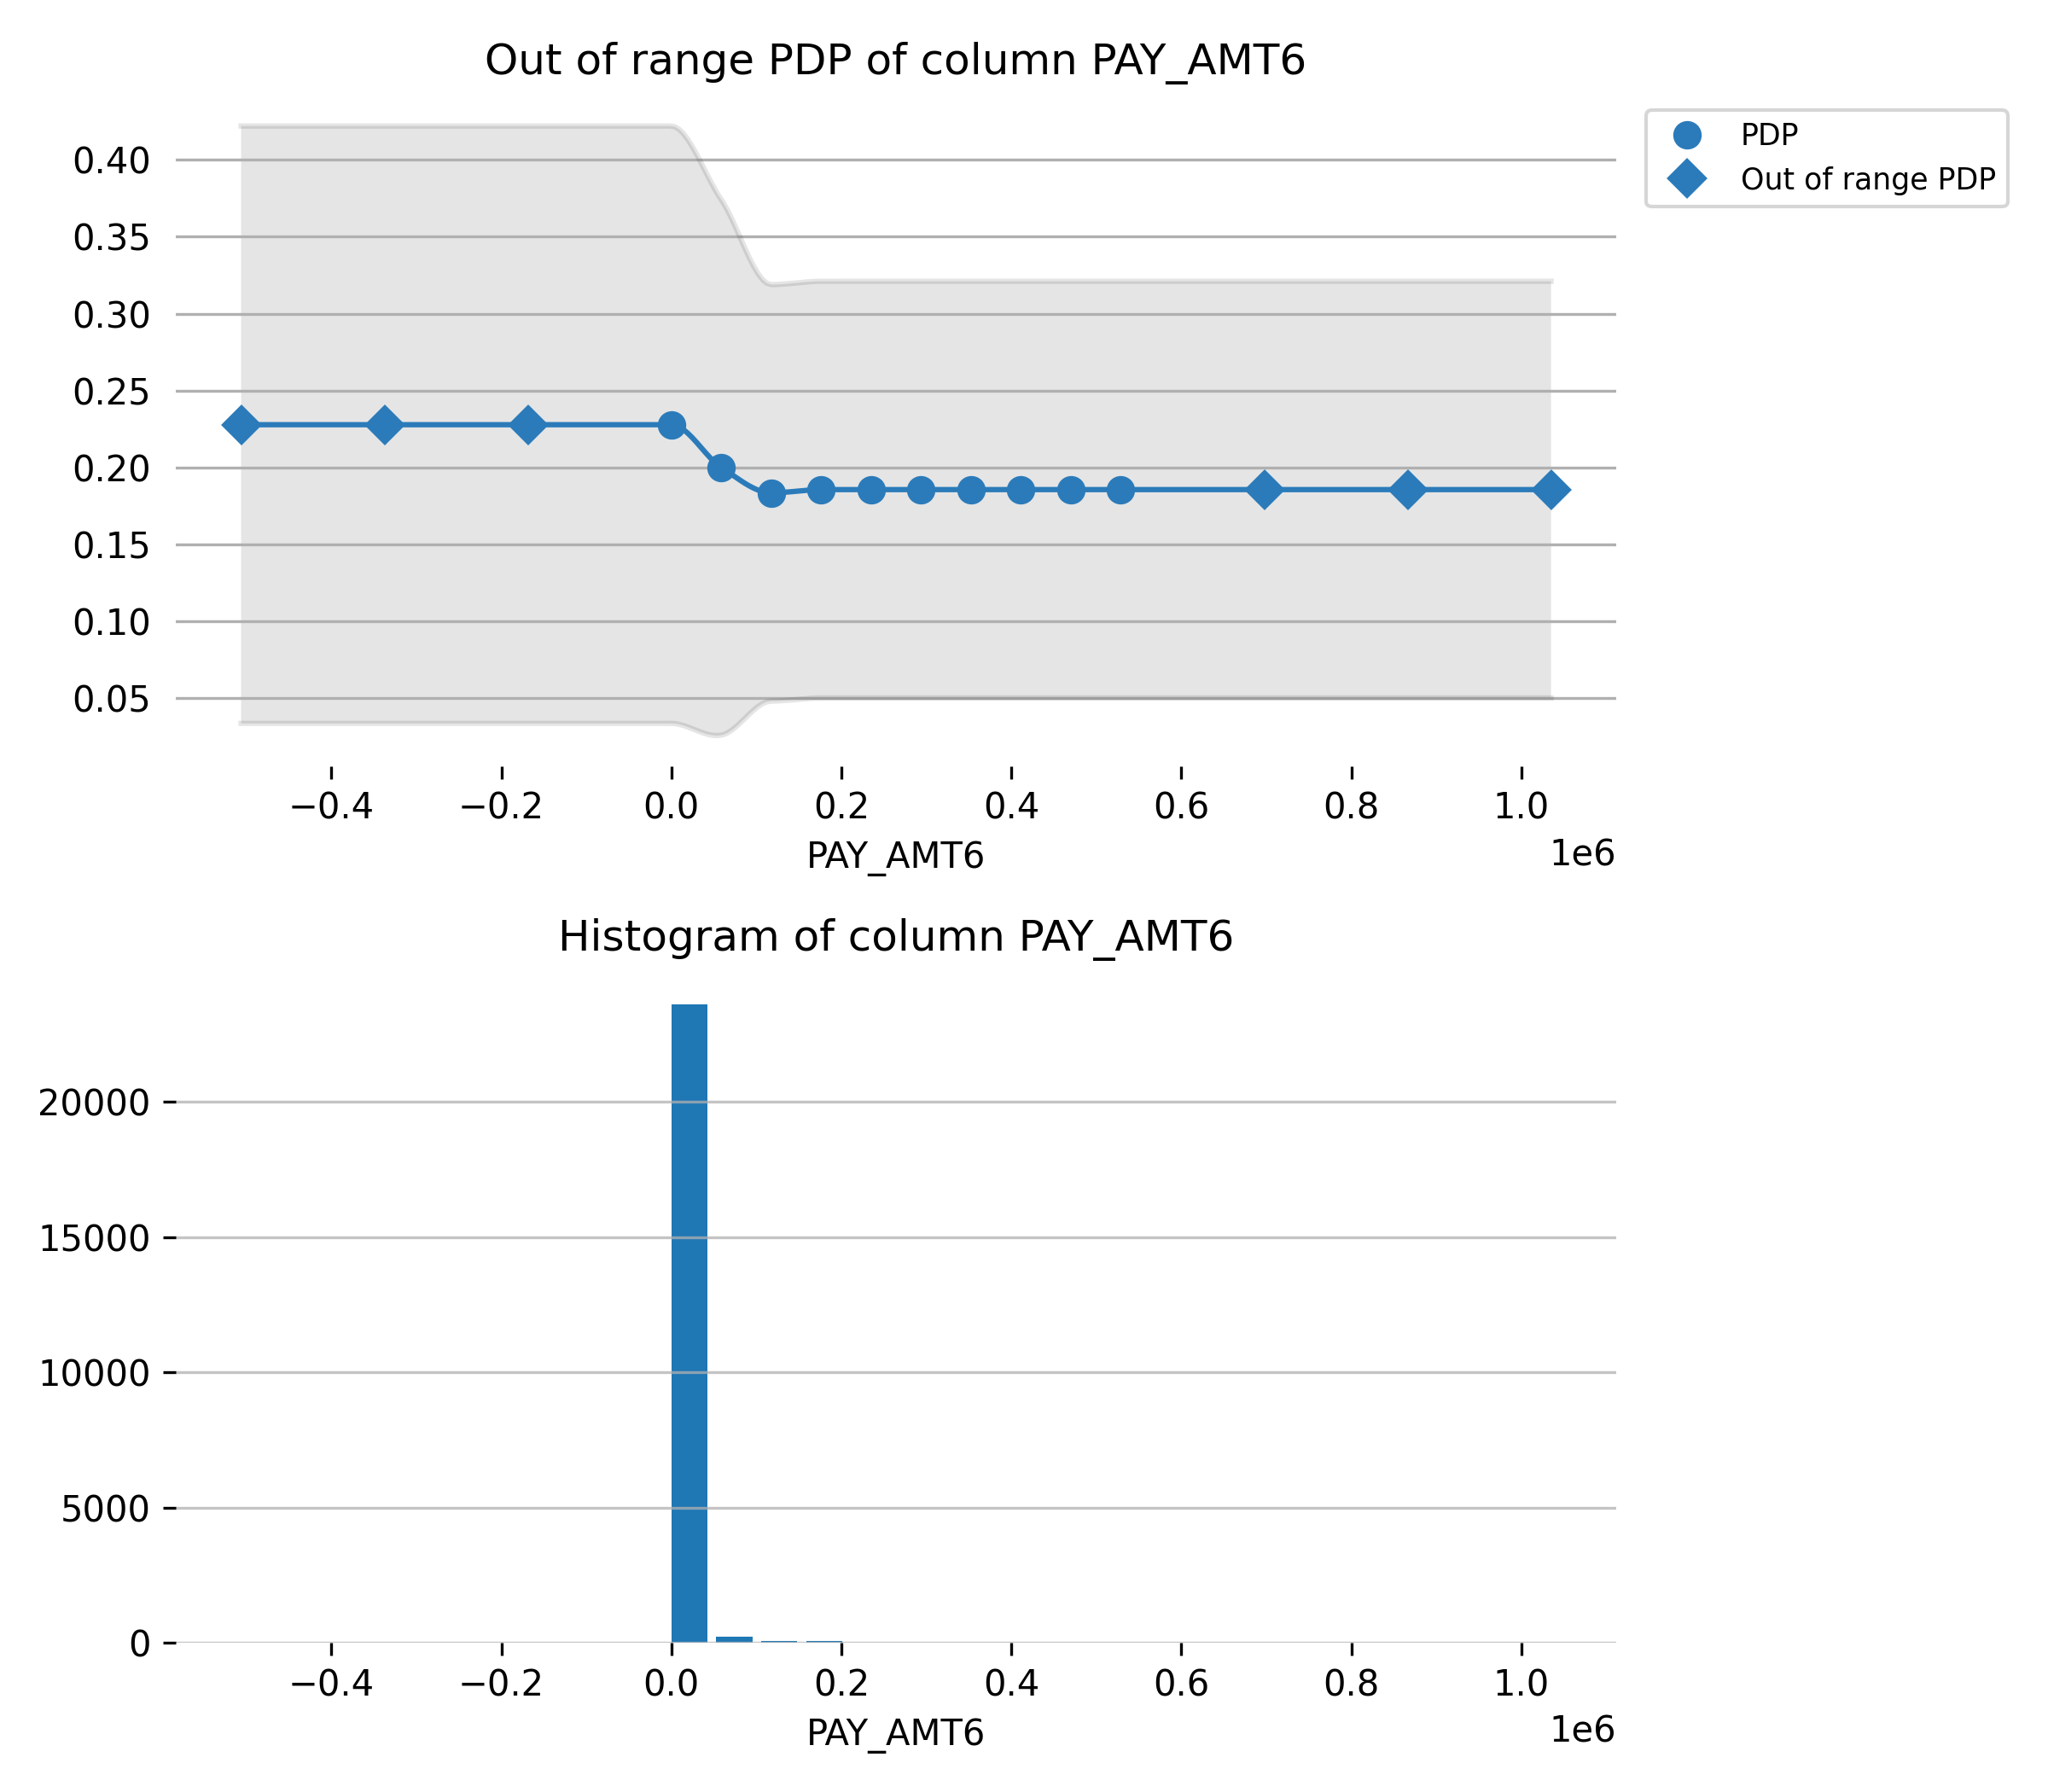 Out of range PDP of column PAY_AMT6
PDP
Out of range PDP
0.40
0.35
0.30
0.25
0.20
0.15
0.10
0.05
−0.4 −0.2 0.0 0.2 0.4 0.6 0.8 1.0
PAY_AMT6
1e6
Histogram of column PAY_AMT6
20000
15000
10000
5000
0
−0.4 −0.2 0.0 0.2 0.4 0.6 0.8 1.0
PAY_AMT6
1e6